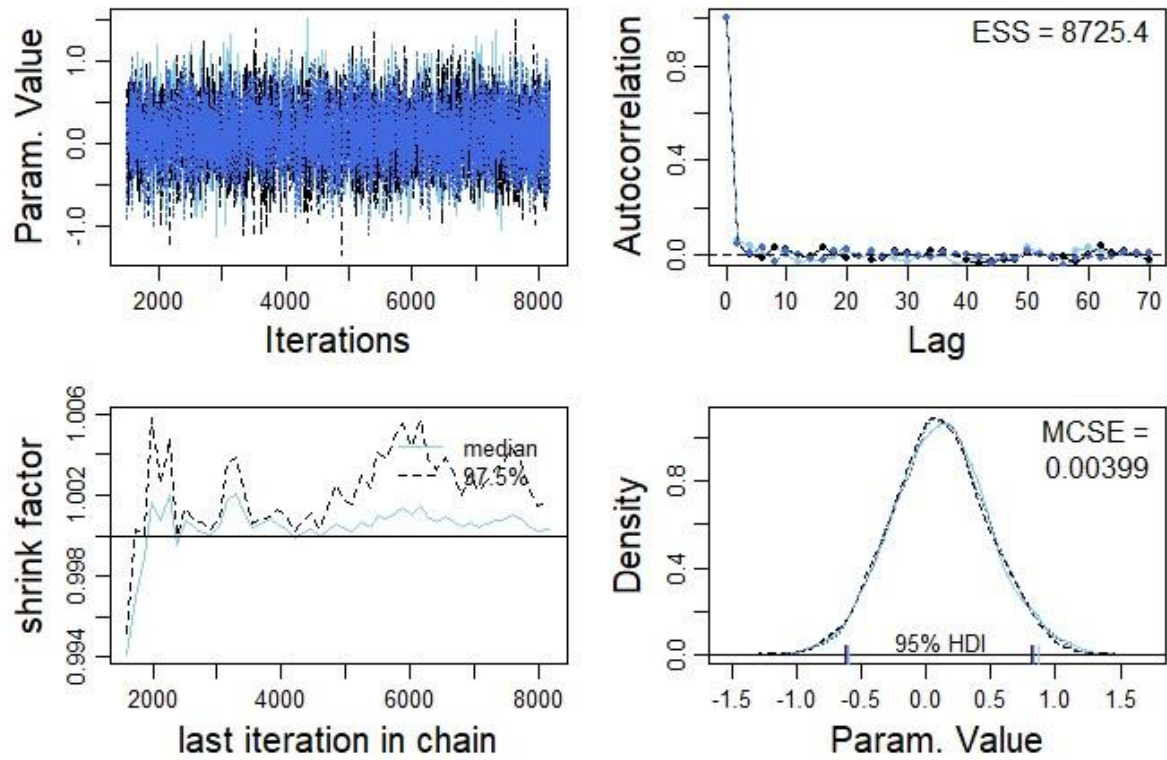 Param. Value
-1.0 0.0 1.0
2000 4000 6000 8000
Iterations
Autocorrelation
0.0 0.4 0.8
ESS = 8725.4
0 10 20 30 40 50 60 70
Lag
shrink factor
0.994 0.998 1.002 1.006
median
97.5%
2000 4000 6000 8000
last iteration in chain
Density
0.0 0.4 0.8
MCSE =
0.00399
95% HDI
-1.5 -1.0 -0.5 0.0 0.5 1.0 1.5
Param. Value